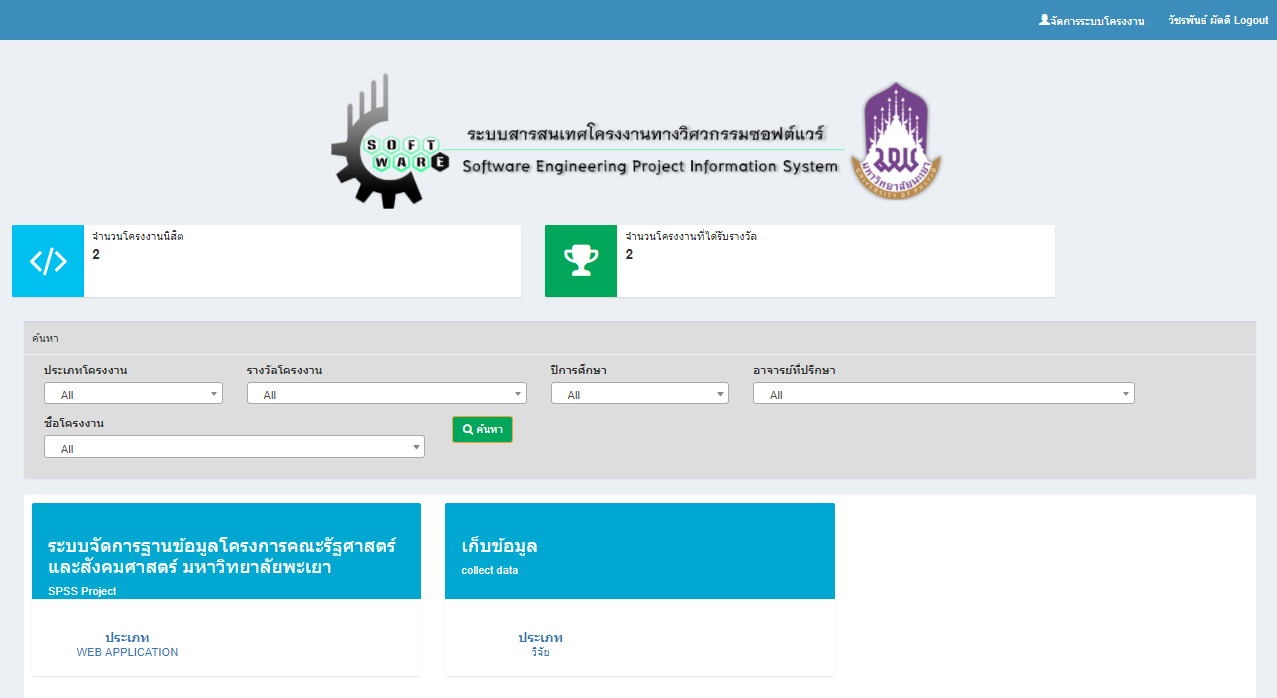 จัดการระบบโครงงาน
วัชรพันธ์ ผัดดี Logout
SOFT
WARE
ระบบสารสนเทศโครงงานทางวิศวกรรมซอฟต์แวร์
Software Engineering Project Information System
มหาวิทยาลัยพะเยา
UNIVERSITY OF PHAYAO
จำนวนโครงงานนิสิต
2
จำนวนโครงงานที่ได้รับรางวัล
2
ค้นหา
ประเภทโครงงาน
All
รางวัลโครงงาน
All
ปีการศึกษา
All
อาจารย์ที่ปรึกษา
All
ชื่อโครงงาน
All
ค้นหา
ระบบจัดการฐานข้อมูลโครงการคณะรัฐศาสตร์
และสังคมศาสตร์ มหาวิทยาลัยพะเยา
SPSS Project
ประเภท
WEB APPLICATION
เก็บข้อมูล
collect data
ประเภท
วิจัย